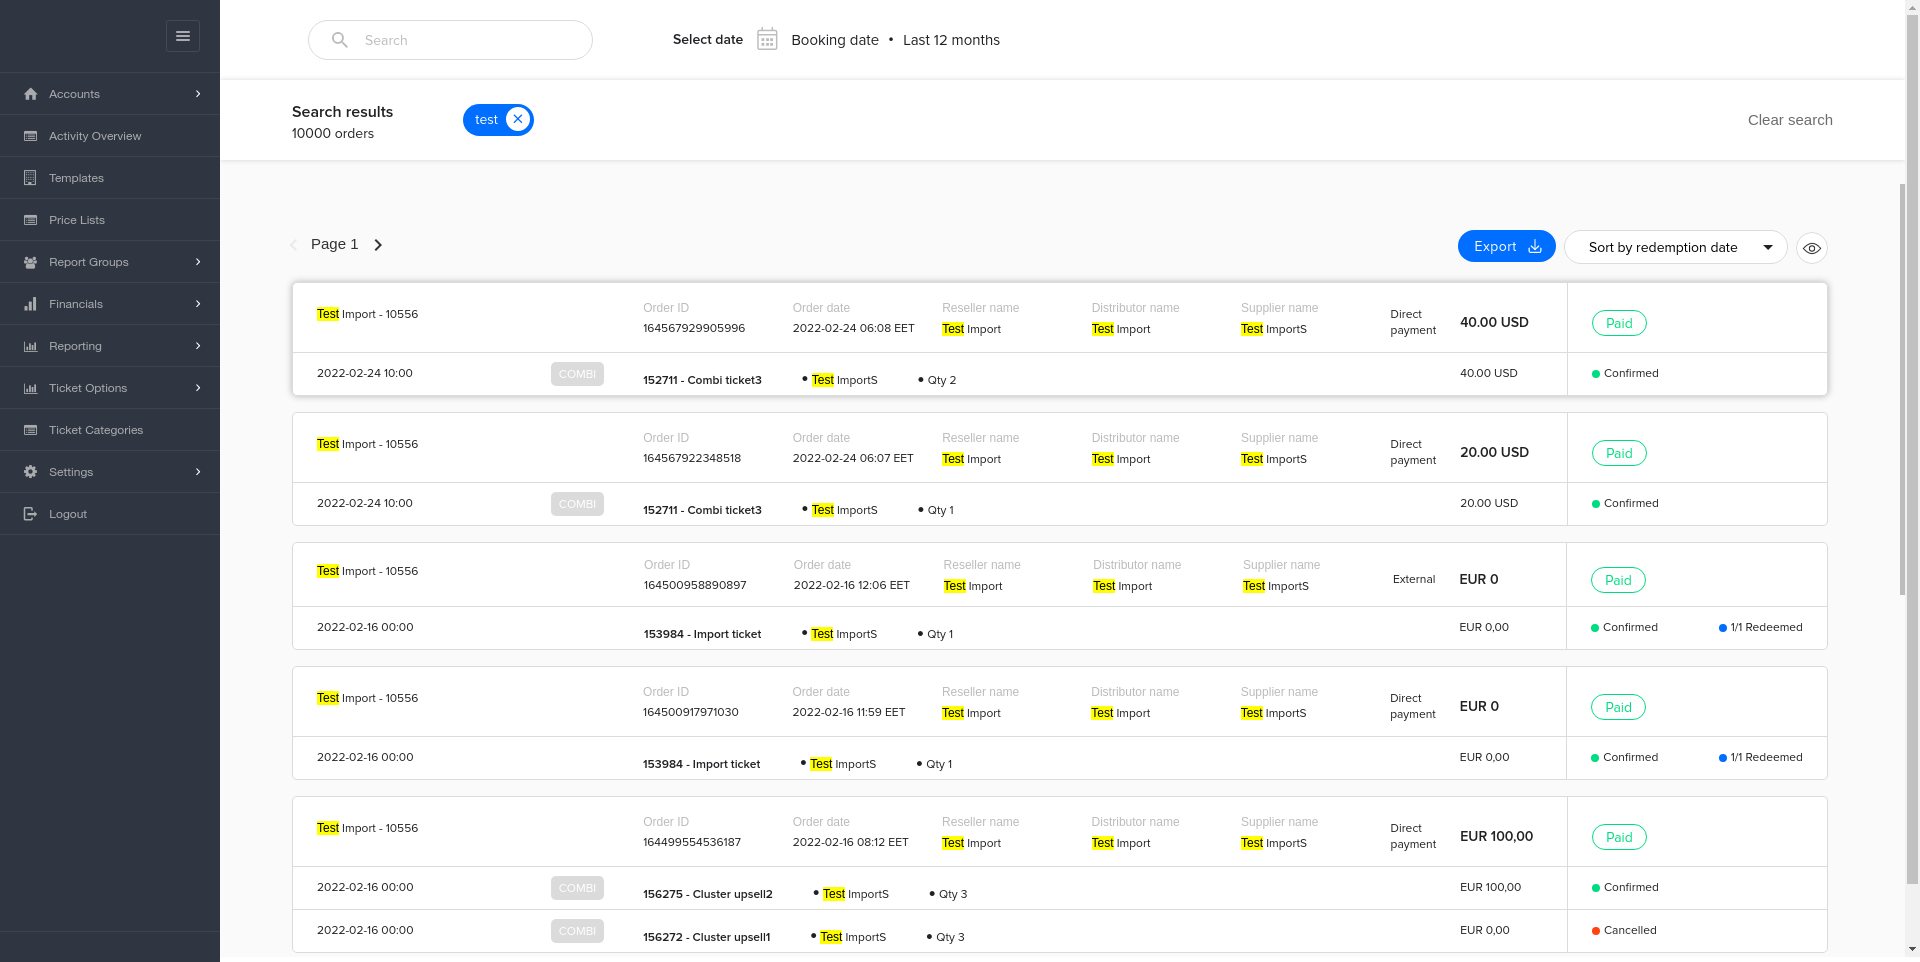 Search
Select date Booking date • Last 12 months
Accounts
Activity Overview
Templates
Price Lists
Report Groups
Financials
Reporting
Ticket Options
Ticket Categories
Settings
Logout
Search results
10000 orders
test
Clear search
Page 1
Export
Sort by redemption date
Test Import - 10556
Order ID Order date Reseller name Distributor name Supplier name
164567929905996 2022-02-24 06:08 EET Test Import Test Import Test ImportS
Direct
payment
40.00 USD
Paid
2022-02-24 10:00 COMBI 152711 - Combi ticket3 • Test ImportS • Qty 2 40.00 USD Confirmed
Test Import - 10556
Order ID Order date Reseller name Distributor name Supplier name
164567922348518 2022-02-24 06:07 EET Test Import Test Import Test ImportS
Direct
payment
20.00 USD
Paid
2022-02-24 10:00 COMBI 152711 - Combi ticket3 • Test ImportS • Qty 1 20.00 USD Confirmed
Test Import - 10556
Order ID Order date Reseller name Distributor name Supplier name
164500958890897 2022-02-16 12:06 EET Test Import Test Import Test ImportS
External
EUR 0
Paid
2022-02-16 00:00 153984 - Import ticket • Test ImportS • Qty 1 EUR 0,00 Confirmed 1/1 Redeemed
Test Import - 10556
Order ID Order date Reseller name Distributor name Supplier name
164500917971030 2022-02-16 11:59 EET Test Import Test Import Test ImportS
Direct
payment
EUR 0
Paid
2022-02-16 00:00 153984 - Import ticket • Test ImportS • Qty 1 EUR 0,00 Confirmed 1/1 Redeemed
Test Import - 10556
Order ID Order date Reseller name Distributor name Supplier name
164499554536187 2022-02-16 08:12 EET Test Import Test Import Test ImportS
Direct
payment
EUR 100,00
Paid
2022-02-16 00:00 COMBI 156275 - Cluster upsell2 • Test ImportS • Qty 3 EUR 100,00 Confirmed
2022-02-16 00:00 COMBI 156272 - Cluster upsell1 • Test ImportS • Qty 3 EUR 0,00 Cancelled